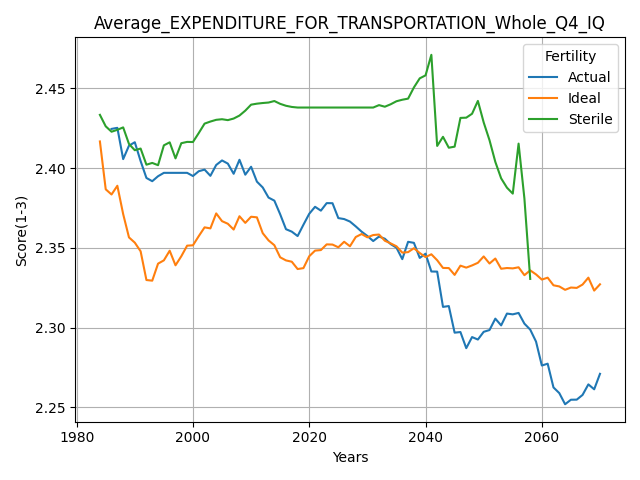 Average_EXPENDITURE_FOR_TRANSPORTATION_Whole_Q4_IQ
Fertility
Actual
Ideal
Sterile
Score(1-3)
2.45
2.40
2.35
2.30
2.25
1980 2000 2020 2040 2060
Years